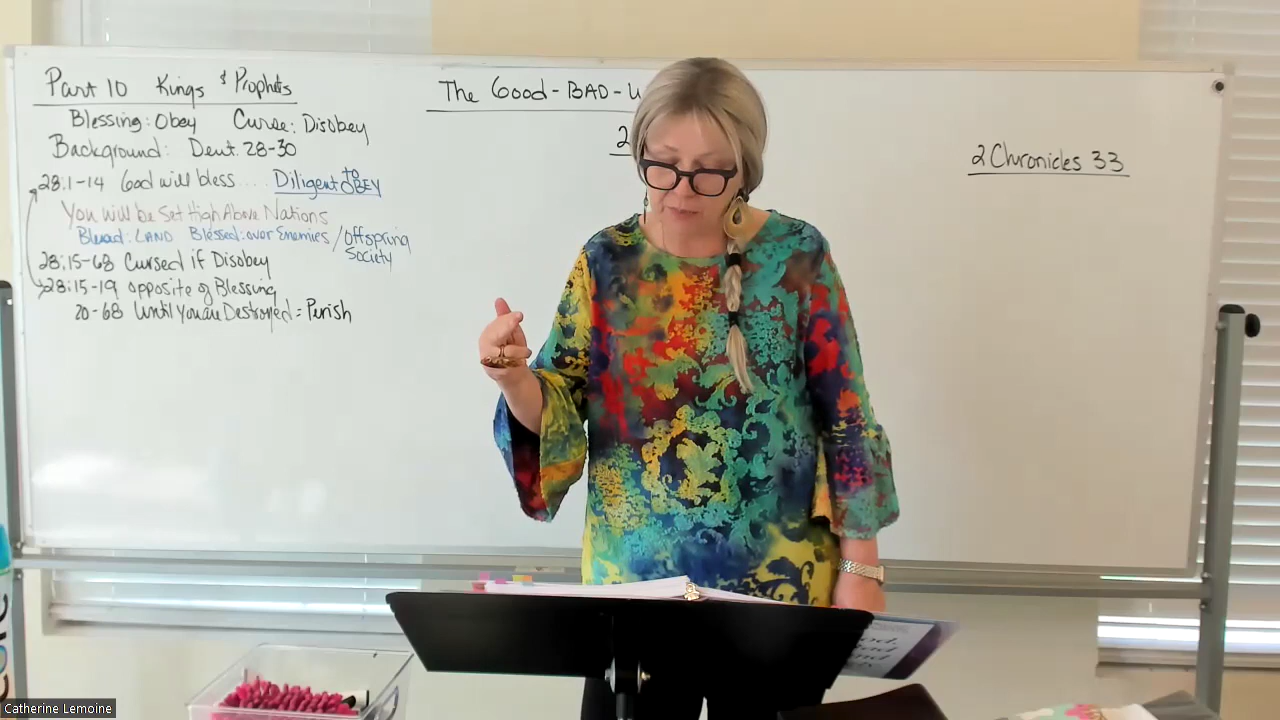 Part 10 Kings & Prophets
Blessing: Obey Curse: Disobey
Background: Deut. 28-30
28:1-14 God will bless.... Diligent to OBEY
You will be Set High Above Nations
Blessed: LAND Blessed: over Enemies / Offspring
Society
28:15-68 Cursed if Disobey
28:15-19 opposite of Blessing
20-68 Until You are Destroyed = Perish
The Good-BAD-U
2
2 Chronicles 33
Catherine Lemoine